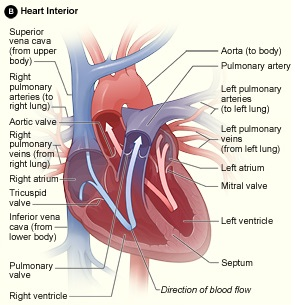 B Heart Interior
Superior
vena cava
(from upper
body)
Right
pulmonary
arteries (to
right lung)
Aortic valve
Right
pulmonary
veins (from
right lung)
Right atrium
Tricuspid
valve
Inferior vena
cava (from
lower body)
Pulmonary
valve
Right ventricle
Aorta (to body)
Pulmonary artery
Left pulmonary
arteries
(to left lung)
Left pulmonary
veins
(from left lung)
Left atrium
Mitral valve
Left ventricle
Septum
Direction of blood flow